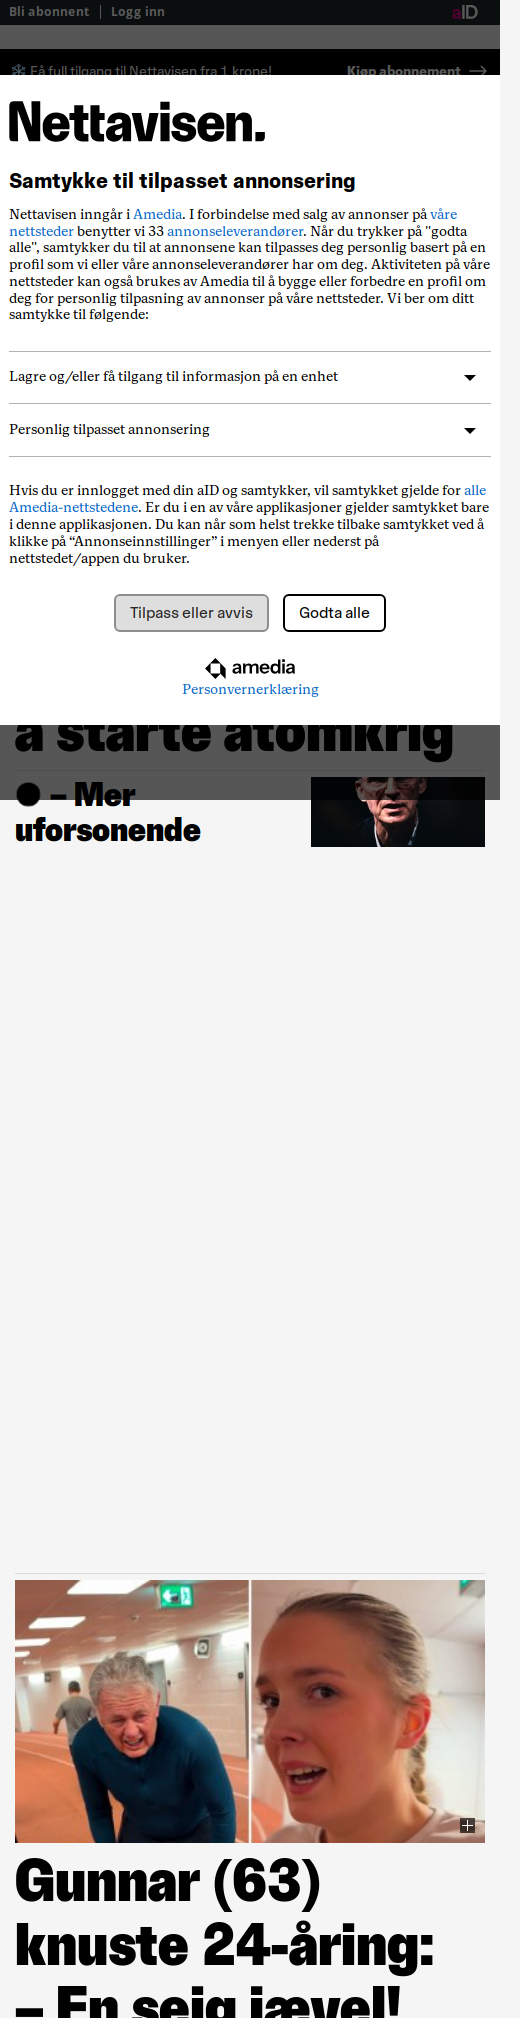 Bli abonnent | Logg inn
aID
Få full tilgang til Nettavisen fra 1 krone!
Kjøp abonnement →
Nettavisen.
Samtykke til tilpasset annonsering
Nettavisen inngår i Amedia. I forbindelse med salg av annonser på våre
nettsteder benytter vi 33 annonseleverandører. Når du trykker på "godta
alle", samtykker du til at annonsene kan tilpasses deg personlig basert på en
profil som vi eller våre annonseleverandører har om deg. Aktiviteten på våre
nettsteder kan også brukes av Amedia til å bygge eller forbedre en profil om
deg for personlig tilpasning av annonser på våre nettsteder. Vi ber om ditt
samtykke til følgende:
Lagre og/eller få tilgang til informasjon på en enhet
Personlig tilpasset annonsering
Hvis du er innlogget med din aID og samtykker, vil samtykket gjelde for alle
Amedia-nettstedene. Er du i en av våre applikasjoner gjelder samtykket bare
i denne applikasjonen. Du kan når som helst trekke tilbake samtykket ved å
klikke på “Annonseinnstillinger” i menyen eller nederst på
nettstedet/appen du bruker.
Tilpass eller avvis
Godta alle
amedia
Personvernerklæring
å starte atomkrig
– Mer
uforsonende
Gunnar (63)
knuste 24-åring:
– En seig jævel!